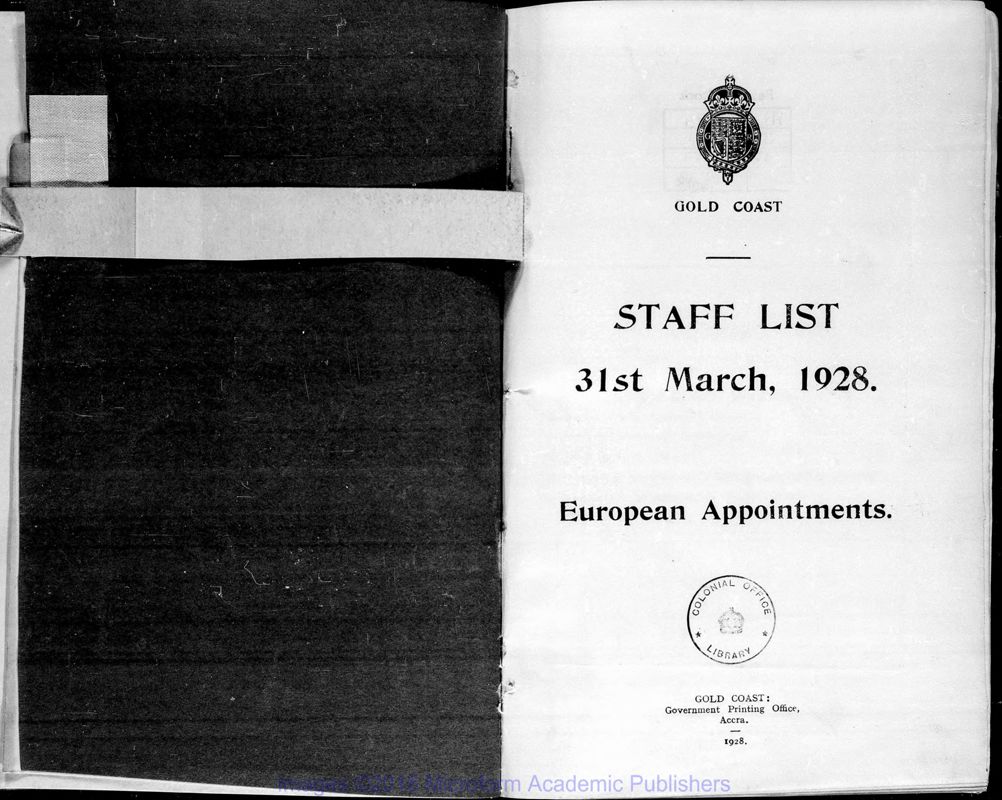 G R
GOLD COAST
STAFF LIST
31st March, 1928.
European Appointments.
COLONIAL OFFICE
LIBRARY
GOLD COAST:
Government Printing Office,
Accra.
1928.
Images ©2018 Microform Academic Publishers